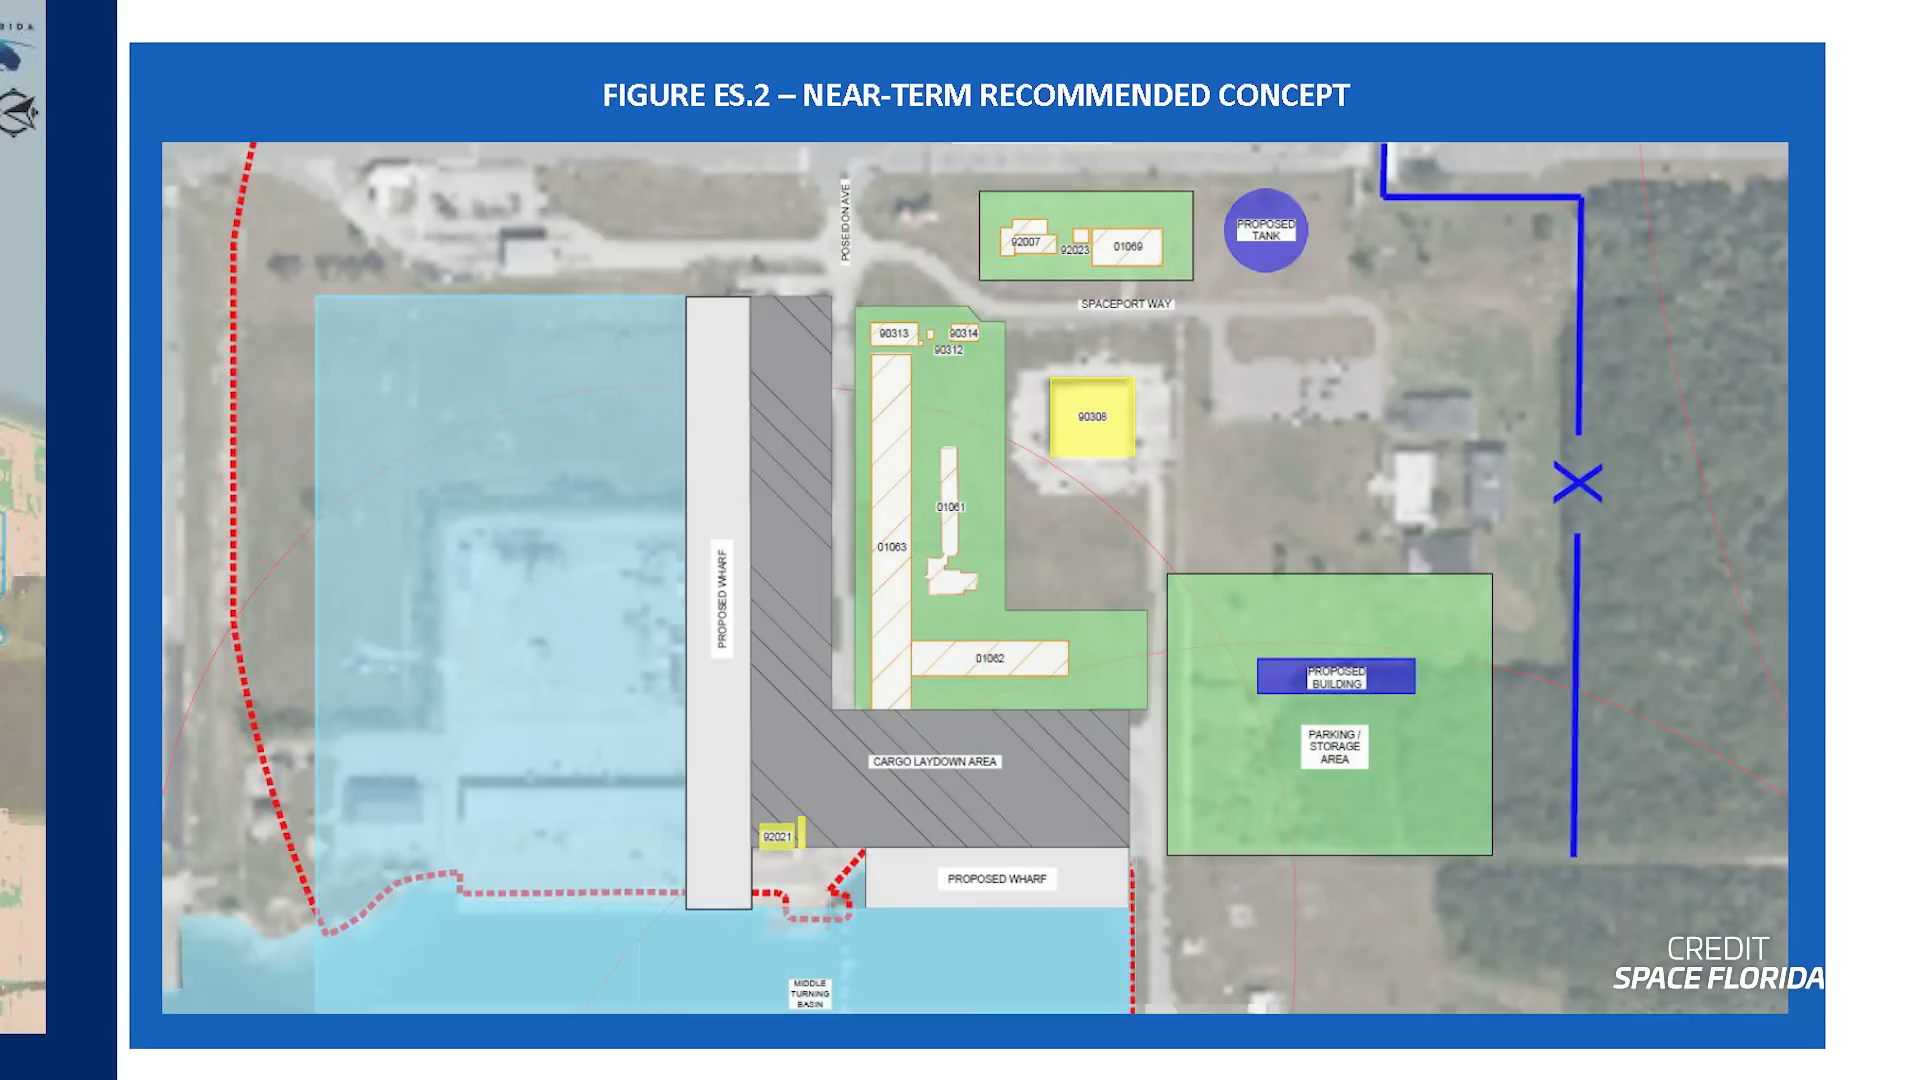 FIGURE ES.2 – NEAR-TERM RECOMMENDED CONCEPT
POSEIDON AVE
92007
92023
01069
PROPOSED
TANK
SPACEPORT WAY
90313
90314
90312
90308
01061
01063
PROPOSED WHARF
01062
PROPOSED
BUILDING
PARKING /
STORAGE
AREA
CARGO LAYDOWN AREA
92021
PROPOSED WHARF
MIDDLE
TURNING
BASIN
X
CREDIT
SPACE FLORIDA